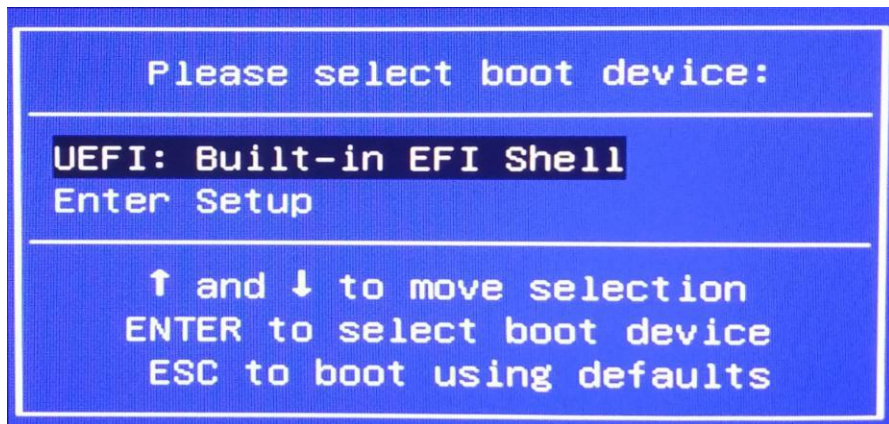 Please select boot device:
UEFI: Built-in EFI Shell
Enter Setup
↑ and ↓ to move selection
ENTER to select boot device
ESC to boot using defaults